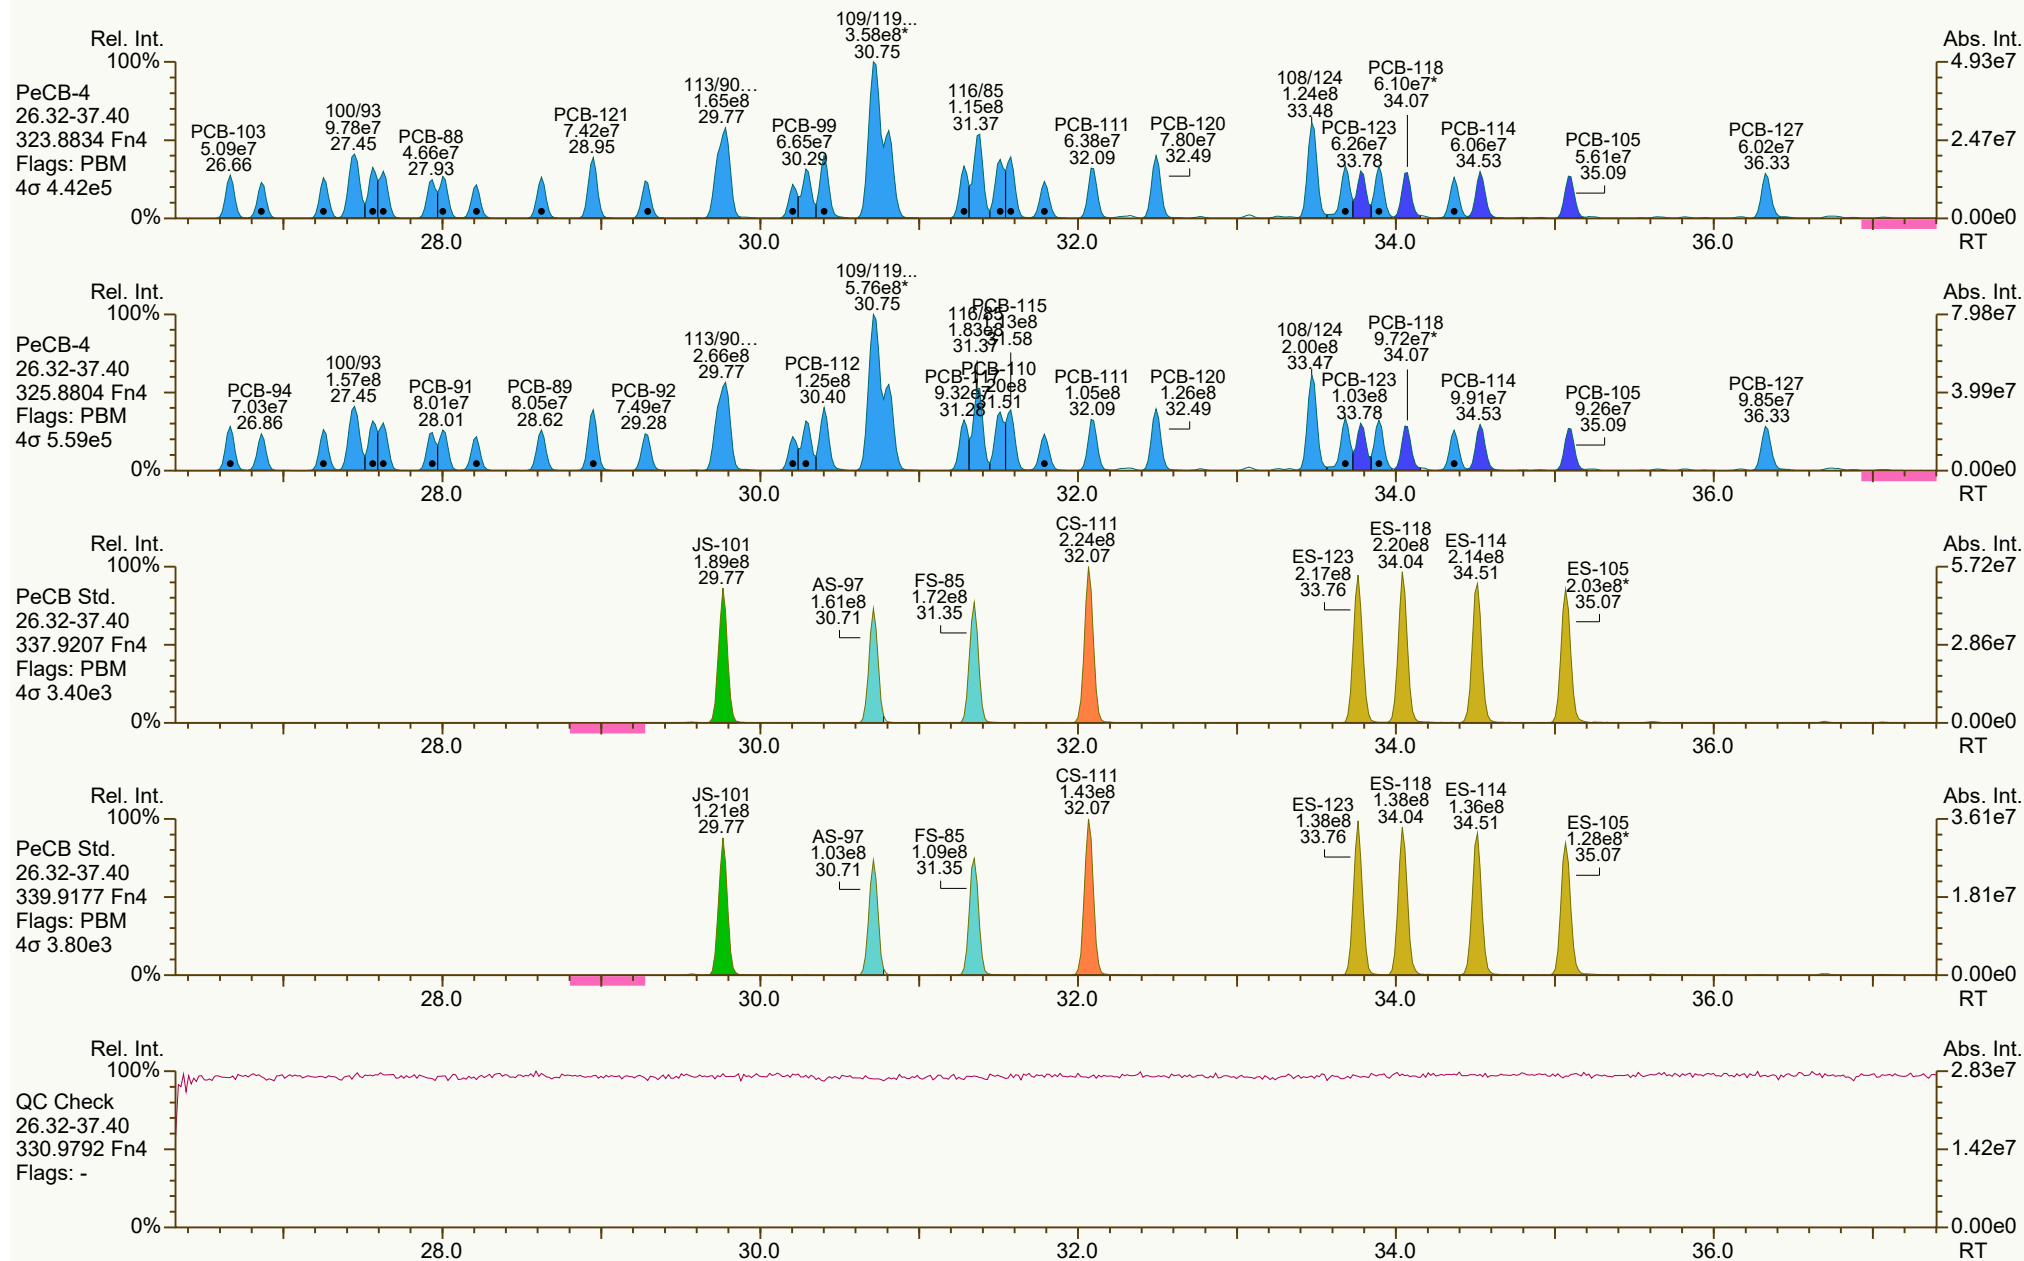 Rel. Int.
100%
0%
PeCB-4
26.32-37.40
323.8834 Fn4
Flags: PBM
4σ 4.42e5
PCB-103
5.09e7
26.66
100/93
9.78e7
27.45
PCB-88
4.66e7
27.93
PCB-121
7.42e7
28.95
113/90...
1.65e8
29.77
PCB-99
6.65e7
30.29
109/119...
3.58e8*
30.75
116/85
1.15e8
31.37
PCB-111
6.38e7
32.09
PCB-120
7.80e7
32.49
108/124
1.24e8
33.48
PCB-123
6.26e7
33.78
PCB-118
6.10e7*
34.07
PCB-114
6.06e7
34.53
PCB-105
5.61e7
35.09
PCB-127
6.02e7
36.33
Abs. Int.
4.93e7
2.47e7
0.00e0
28.0 30.0 32.0 34.0 36.0 RT
Rel. Int.
100%
0%
PeCB-4
26.32-37.40
325.8804 Fn4
Flags: PBM
4σ 5.59e5
PCB-94
7.03e7
26.86
100/93
1.57e8
27.45
PCB-91
8.01e7
28.01
PCB-89
8.05e7
28.62
PCB-92
7.49e7
29.28
113/90...
2.66e8
29.77
PCB-112
1.25e8
30.40
109/119...
5.76e8*
30.75
9.32e7
31.28
116/85
1.83e8
31.37
PCB-110
31.51
PCB-115
31.58
PCB-111
1.05e8
32.09
PCB-120
1.26e8
32.49
108/124
2.00e8
33.47
PCB-123
1.03e8
33.78
PCB-118
9.72e7*
34.07
PCB-114
9.91e7
34.53
PCB-105
9.26e7
35.09
PCB-127
9.85e7
36.33
Abs. Int.
7.98e7
3.99e7
0.00e0
28.0 30.0 32.0 34.0 36.0 RT
Rel. Int.
100%
0%
PeCB Std.
26.32-37.40
337.9207 Fn4
Flags: PBM
4σ 3.40e3
JS-101
1.89e8
29.77
AS-97
1.61e8
30.71
FS-85
1.72e8
31.35
CS-111
2.24e8
32.07
ES-123
2.17e8
33.76
ES-118
2.20e8
34.04
ES-114
2.14e8
34.51
ES-105
2.03e8*
35.07
Abs. Int.
5.72e7
2.86e7
0.00e0
28.0 30.0 32.0 34.0 36.0 RT
Rel. Int.
100%
0%
PeCB Std.
26.32-37.40
339.9177 Fn4
Flags: PBM
4σ 3.80e3
JS-101
1.21e8
29.77
AS-97
1.03e8
30.71
FS-85
1.09e8
31.35
CS-111
1.43e8
32.07
ES-123
1.38e8
33.76
ES-118
1.38e8
34.04
ES-114
1.36e8
34.51
ES-105
1.28e8*
35.07
Abs. Int.
3.61e7
1.81e7
0.00e0
28.0 30.0 32.0 34.0 36.0 RT
Rel. Int.
100%
0%
QC Check
26.32-37.40
330.9792 Fn4
Flags: -
Abs. Int.
2.83e7
1.42e7
0.00e0
28.0 30.0 32.0 34.0 36.0 RT